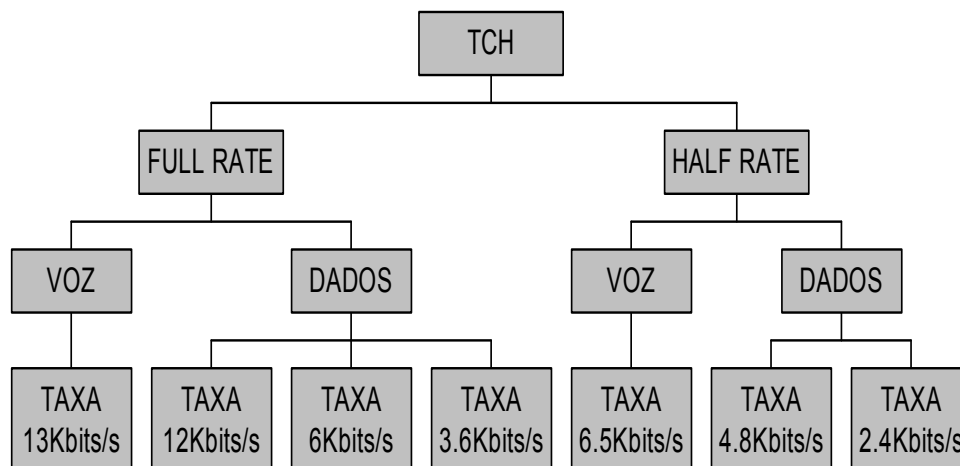 TCH
FULL RATE
HALF RATE
VOZ
DADOS
VOZ
DADOS
TAXA
13Kbits/s
TAXA
12Kbits/s
TAXA
6Kbits/s
TAXA
3.6Kbits/s
TAXA
6.5Kbits/s
TAXA
4.8Kbits/s
TAXA
2.4Kbits/s